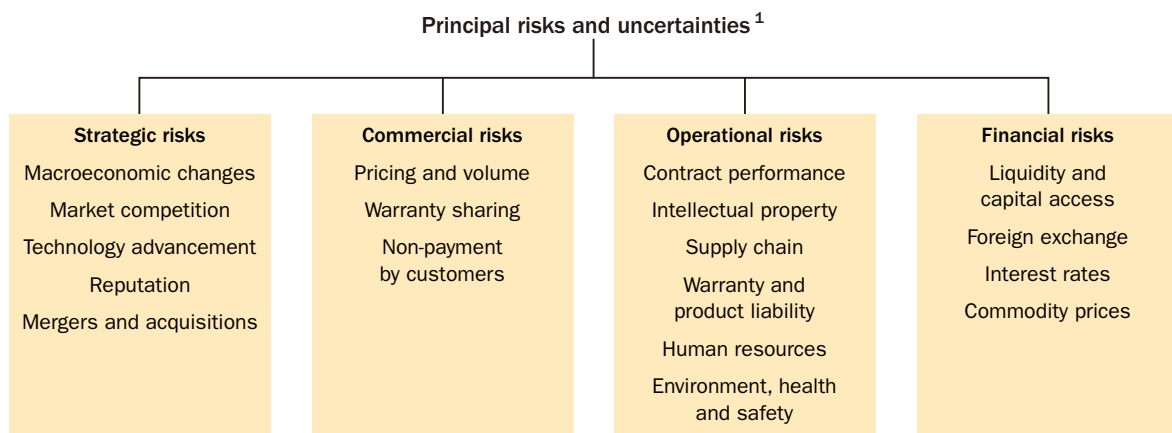 Principal risks and uncertainties 1
Strategic risks
Macroeconomic changes
Market competition
Technology advancement
Reputation
Mergers and acquisitions
Commercial risks
Pricing and volume
Warranty sharing
Non-payment
by customers
Operational risks
Contract performance
Intellectual property
Supply chain
Warranty and
product liability
Human resources
Environment, health
and safety
Financial risks
Liquidity and
capital access
Foreign exchange
Interest rates
Commodity prices